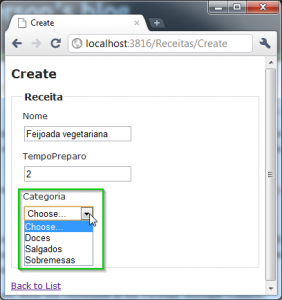 Create
localhost:3816/Receitas/Create
Create
Receita
Nome
Feijoada vegetariana
TempoPreparo
2
Categoria
Choose...
Choose...
Doces
Salgados
Sobremesas
Back to List